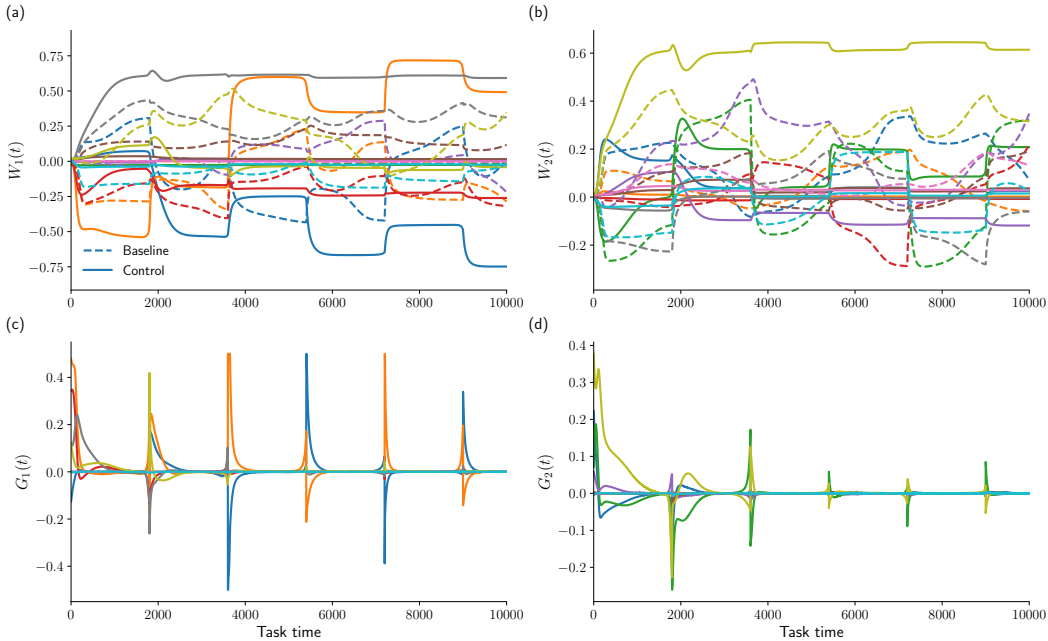 (a)
(b)
0.75
0.50
0.25
0.00
−0.25
−0.50
−0.75
W₁(t)
Baseline
Control
0 2000 4000 6000 8000 10000
0.6
0.4
0.2
0.0
−0.2
W₂(t)
0 2000 4000 6000 8000 10000
(c)
(d)
0.4
0.2
0.0
−0.2
−0.4
G₁(t)
0 2000 4000 6000 8000 10000
Task time
0.4
0.3
0.2
0.1
0.0
−0.1
−0.2
G₂(t)
0 2000 4000 6000 8000 10000
Task time